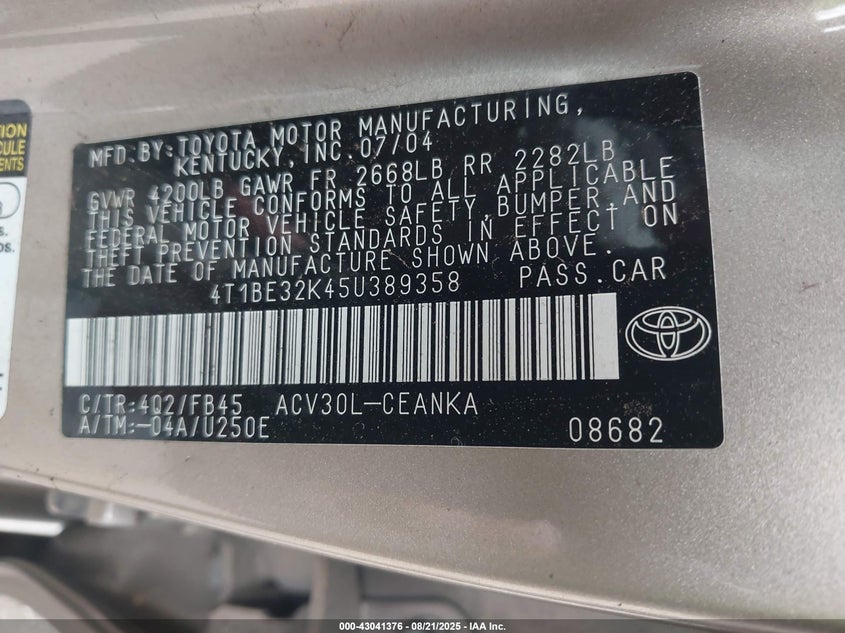 MFD.BY:TOYOTA MOTOR MANUFACTURING,
KENTUCKY,INC.07/04
GVWR 4200LB GAWR FR 2668LB RR 2282LB
THIS VEHICLE CONFORMS TO ALL APPLICABLE
FEDERAL MOTOR VEHICLE SAFETY,BUMPER,AND
THEFT PREVENTION STANDARDS IN EFFECT ON
THE DATE OF MANUFACTURE SHOWN ABOVE.
4T1BE32K45U389358 PASS.CAR
C/TR:4Q2/FB45 ACV30L-CEANKA
A/TM:-04A/U250E 08682
000-43041376 - 08/21/2025 - IAA Inc.